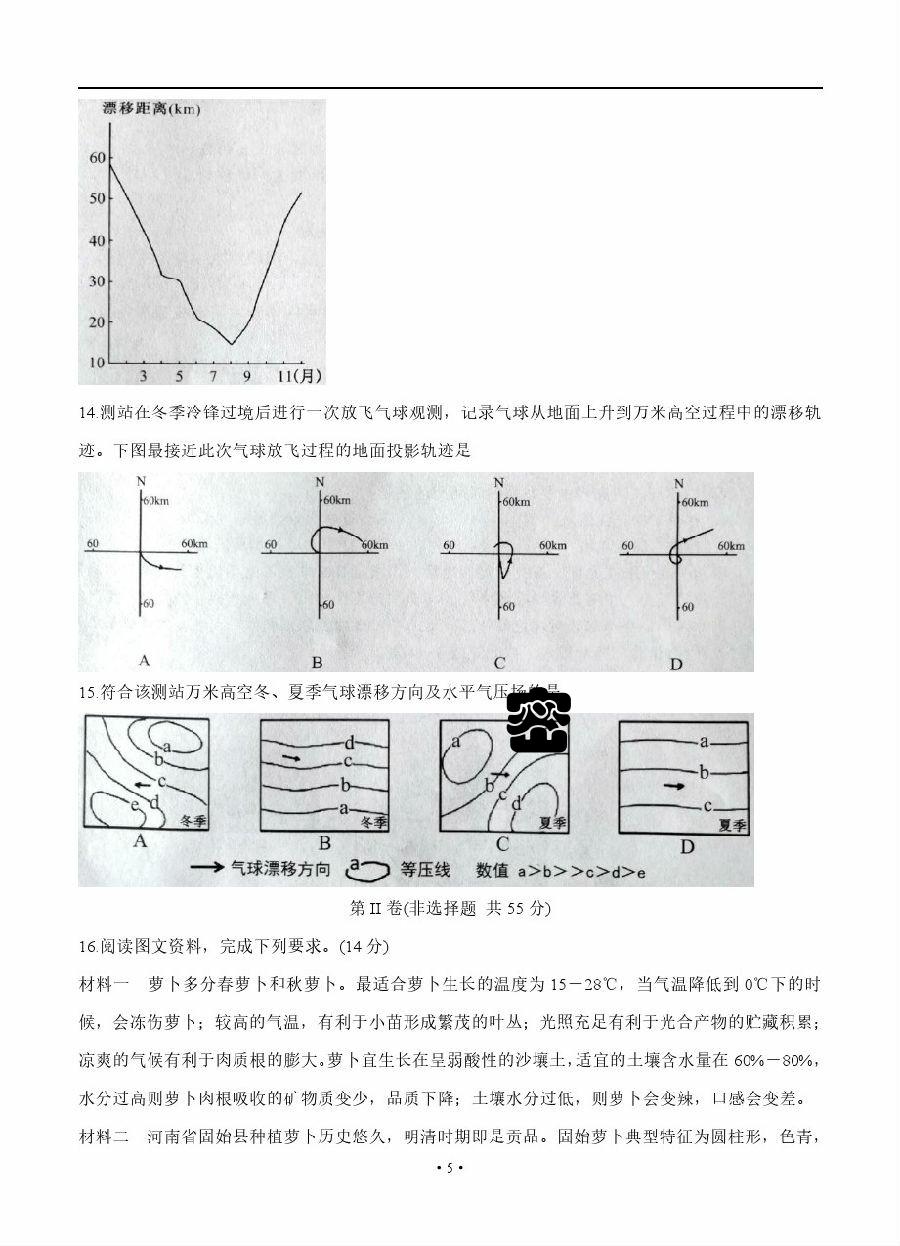 漂移距离(km)
60
50
40
30
20
10
3 5 7 9 11(月)
14.测站在冬季冷锋过境后进行一次放飞气球观测，记录气球从地面上升到万米高空过程中的漂移轨
迹。下图最接近此次气球放飞过程的地面投影轨迹是
N N N N
60km 60km 60km 60km
60 60km 60 60km 60 60km 60 60km
60 60 60 60
A B C D
15.符合该测站万米高空冬、夏季气球漂移方向及水平气压场的是
a b c d e 冬季
d c b a 冬季
a b c d 夏季
a b c 夏季
A B C D
气球漂移方向 a 等压线 数值 a>b>>c>d>e
第 II 卷(非选择题 共 55 分)
16.阅读图文资料，完成下列要求。(14 分)
材料一 萝卜多分春萝卜和秋萝卜。最适合萝卜生长的温度为 15－28℃，当气温降低到 0℃下的时
候，会冻伤萝卜；较高的气温，有利于小苗形成繁茂的叶丛；光照充足有利于光合产物的贮藏积累；
凉爽的气候有利于肉质根的膨大。萝卜宜生长在呈弱酸性的沙壤土，适宜的土壤含水量在 60%－80%，
水分过高则萝卜肉根吸收的矿物质变少，品质下降；土壤水分过低，则萝卜会变辣，口感会变差。
材料二 河南省固始县种植萝卜历史悠久，明清时期即是贡品。固始萝卜典型特征为圆柱形，色青，
·5·